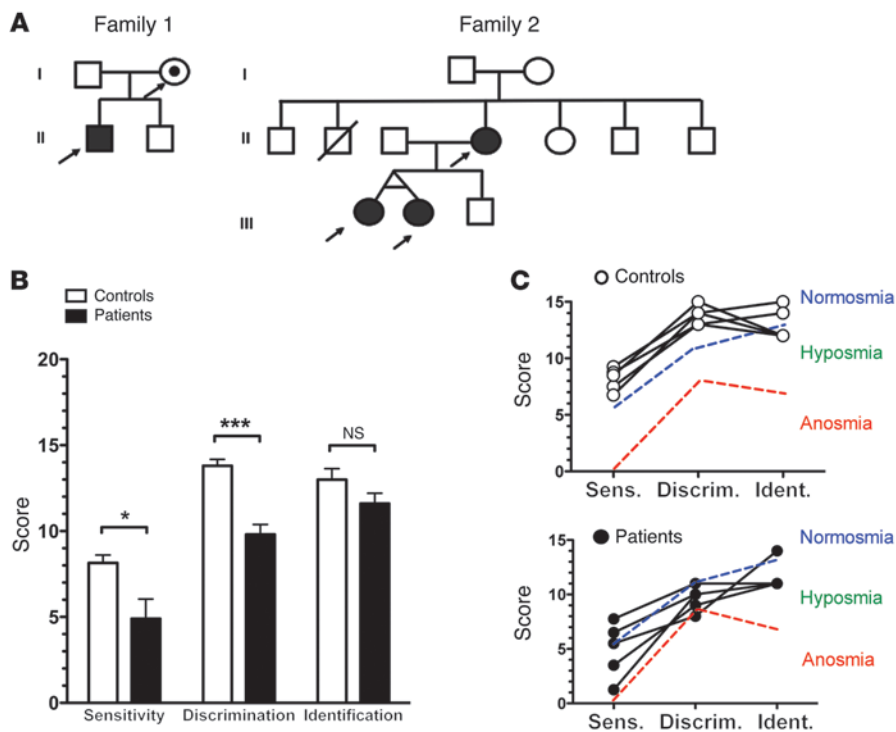 A
Family 1
Family 2
I
I
II
II
III
B
Controls
Patients
Score
20
15
10
5
0
*
***
NS
Sensitivity
Discrimination
Identification
C
Controls
Score
15
10
5
0
Normosmia
Hyposmia
Anosmia
Sens.
Discrim.
Ident.
Patients
Score
15
10
5
0
Normosmia
Hyposmia
Anosmia
Sens.
Discrim.
Ident.